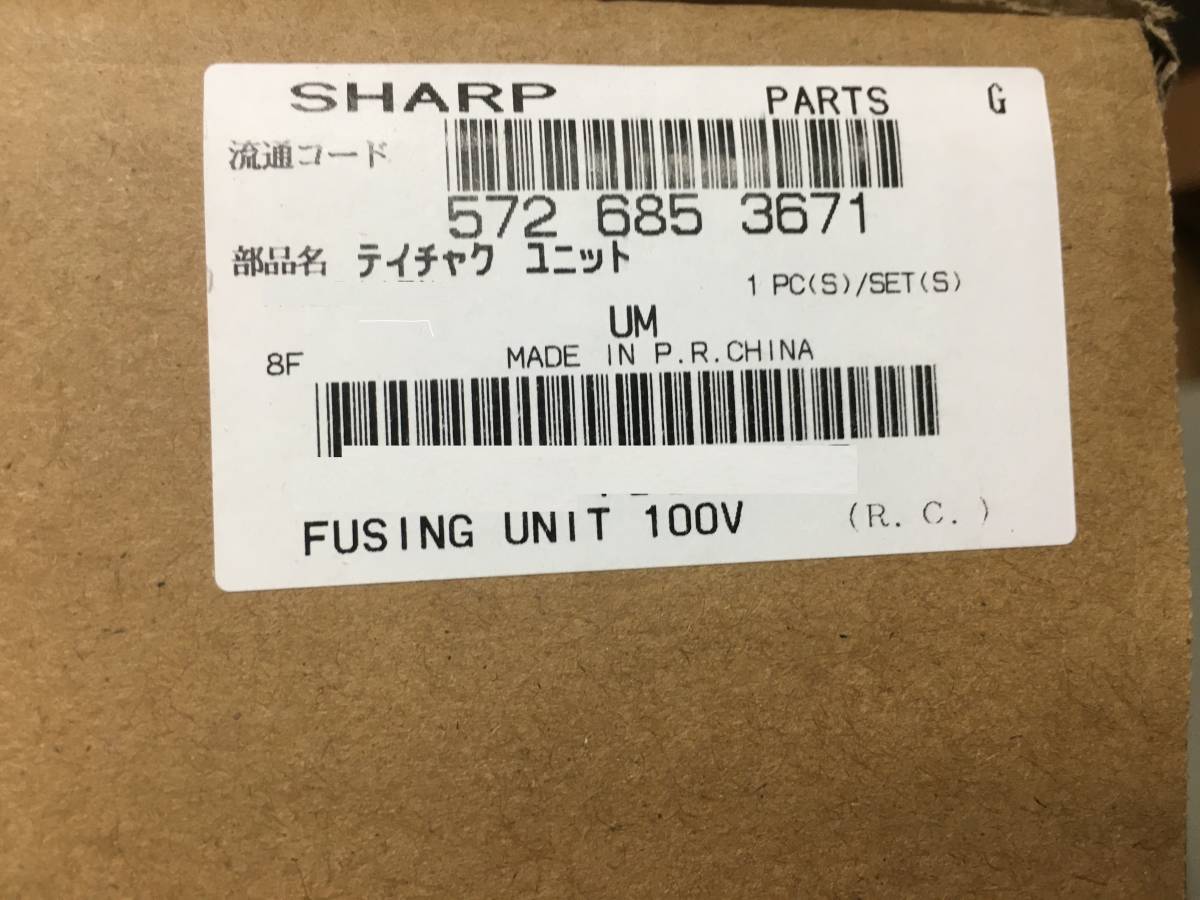 SHARP PARTS G
流通コード
572 685 3671
部品名 テイチャク ユニット
1 PC(S)/SET(S)
UM
8F MADE IN P.R.CHINA
FUSING UNIT 100V (R. C. )